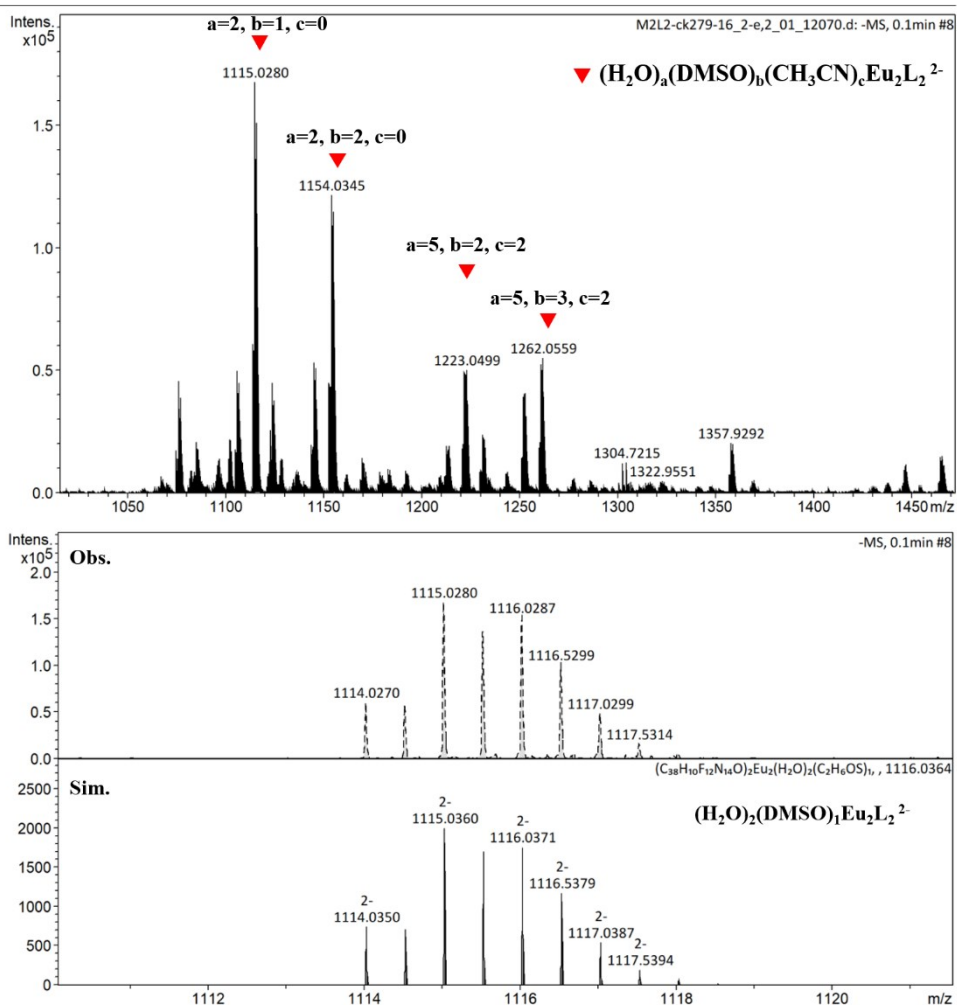 Intens.
x10⁵
M2L2-ck279-16_2-e,2_01_12070.d: -MS, 0.1min #8
a=2, b=1, c=0
1115.0280
(H₂O)ₐ(DMSO)_b(CH₃CN)_cEu₂L₂ ²⁻
a=2, b=2, c=0
1154.0345
a=5, b=2, c=2
1223.0499
a=5, b=3, c=2
1262.0559
1304.7215
1322.9551
1357.9292
1.5
1.0
0.5
0.0
1050 1100 1150 1200 1250 1300 1350 1400 1450 m/z
Intens.
x10⁵
Obs.
-MS, 0.1min #8
2.0
1.5
1.0
0.5
0.0
1114.0270
1115.0280
1116.0287
1116.5299
1117.0299
1117.5314
(C₃₈H₁₀F₁₂N₁₄O)₂Eu₂(H₂O)₂(C₂H₆OS)₁, , 1116.0364
Sim.
(H₂O)₂(DMSO)₁Eu₂L₂ ²⁻
2500
2000
1500
1000
500
0
2-
1114.0350
2-
1115.0360
2-
1116.0371
2-
1116.5379
2-
1117.0387
2-
1117.5394
1112 1114 1116 1118 1120 m/z